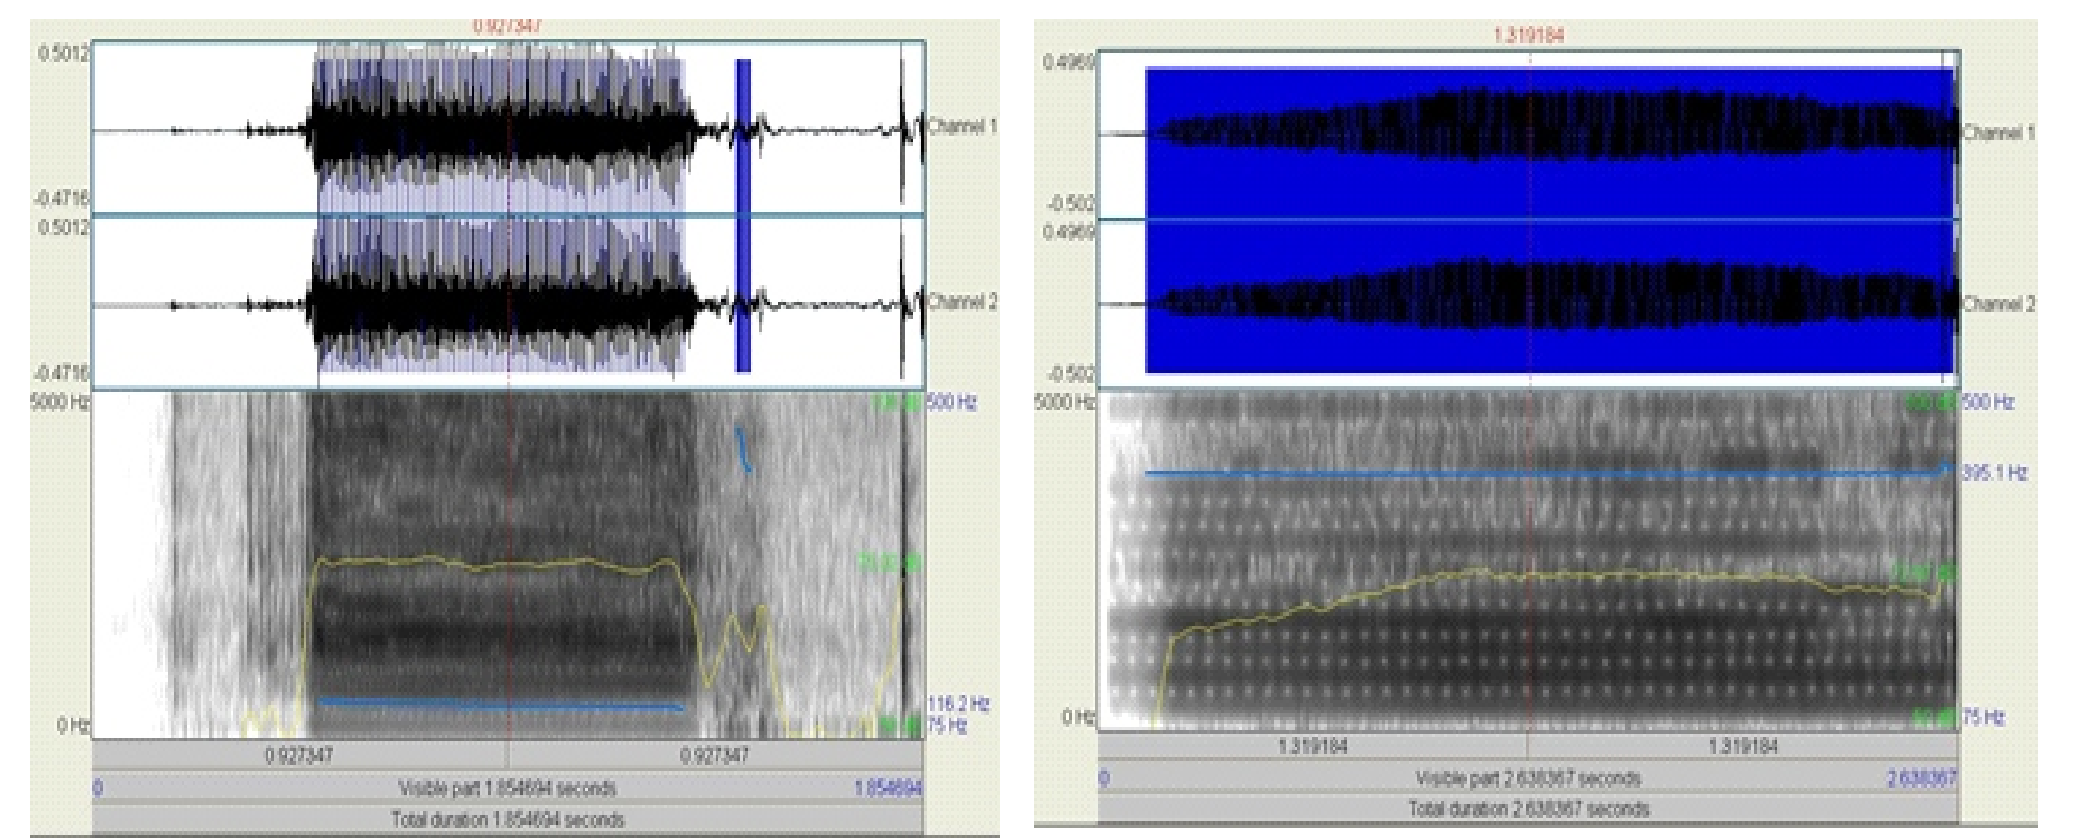 0.927347
0.5012
Channel 1
-0.4716
0.5012
Channel 2
-0.4716
5000 Hz
500 Hz
116.2 Hz
0 Hz
75 Hz
0.927347 0.927347
0 Visible part 1.854694 seconds 1.854694
Total duration 1.854694 seconds
1.319184
0.4969
Channel 1
-0.502
0.4969
Channel 2
-0.502
5000 Hz
500 Hz
395.1 Hz
0 Hz
75 Hz
1.319184 1.319184
0 Visible part 2.638367 seconds 2.638367
Total duration 2.638367 seconds